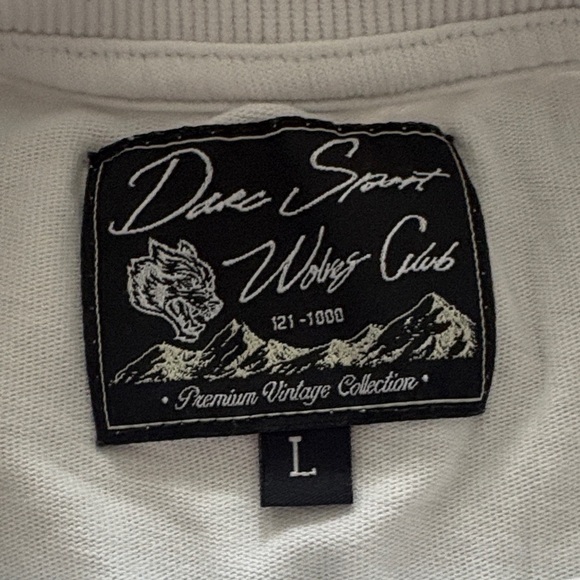 Darc Sport
Wolves Club
121-1000
• Premium Vintage Collection •
L